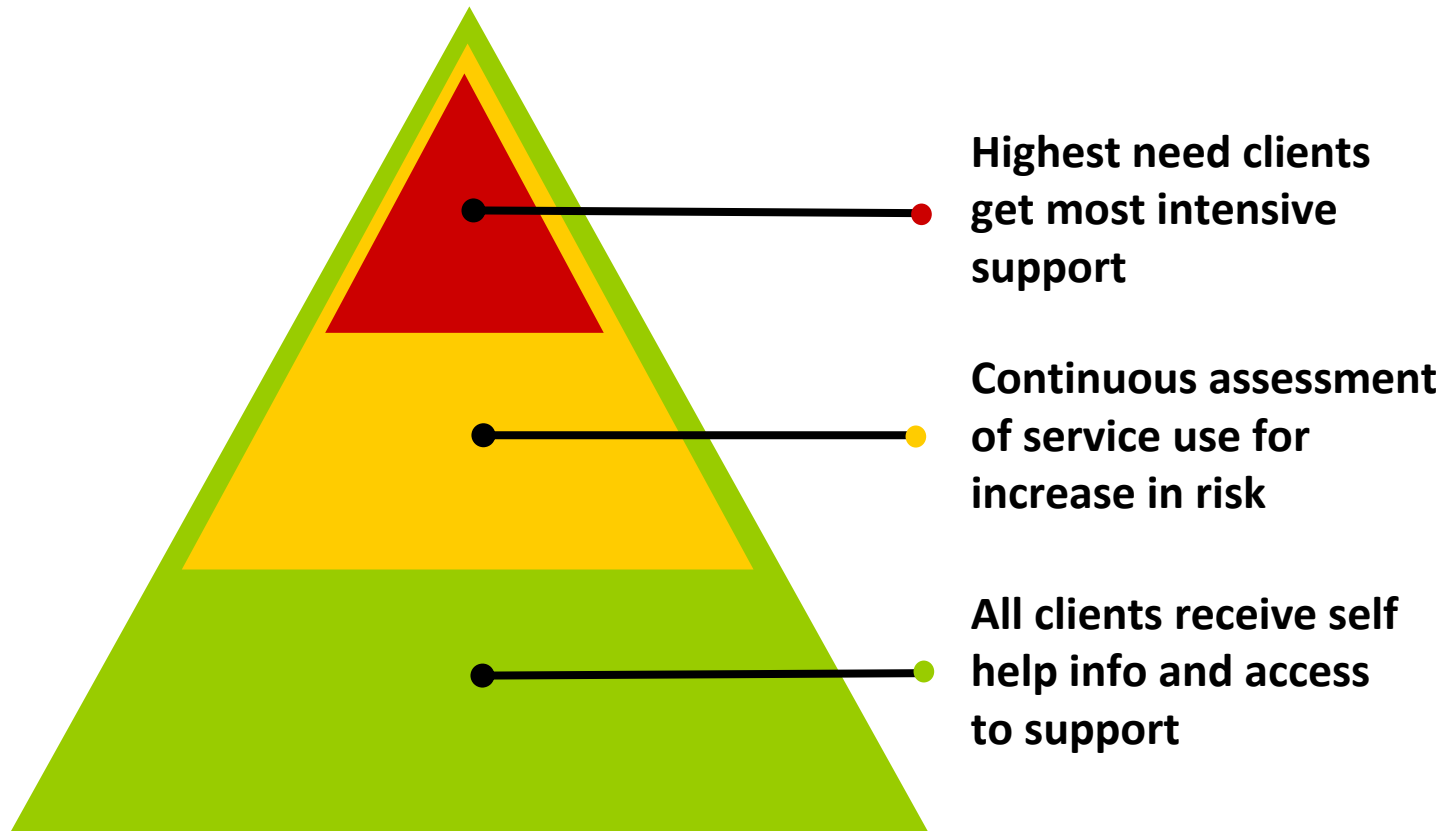 Highest need clients
get most intensive
support
Continuous assessment
of service use for
increase in risk
All clients receive self
help info and access
to support